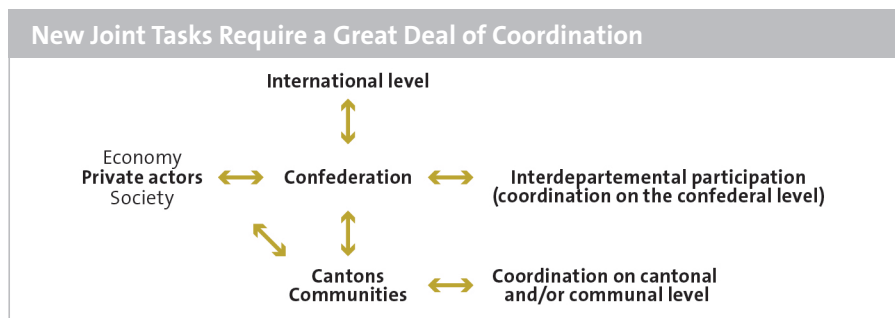 New Joint Tasks Require a Great Deal of Coordination
International level
Economy
Private actors
Society
Confederation
Interdepartemental participation
(coordination on the confederal level)
Cantons
Communities
Coordination on cantonal
and/or communal level